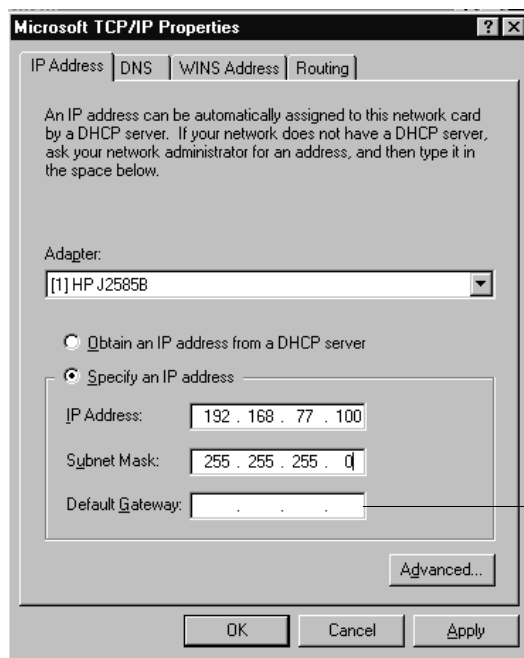 Microsoft TCP/IP Properties
IP Address DNS WINS Address Routing
An IP address can be automatically assigned to this network card
by a DHCP server. If your network does not have a DHCP server,
ask your network administrator for an address, and then type it in
the space below.
Adapter:
[1] HP J2585B
Obtain an IP address from a DHCP server
Specify an IP address
IP Address: 192 . 168 . 77 . 100
Subnet Mask: 255 . 255 . 255 . 0
Default Gateway: . . .
Advanced...
OK Cancel Apply